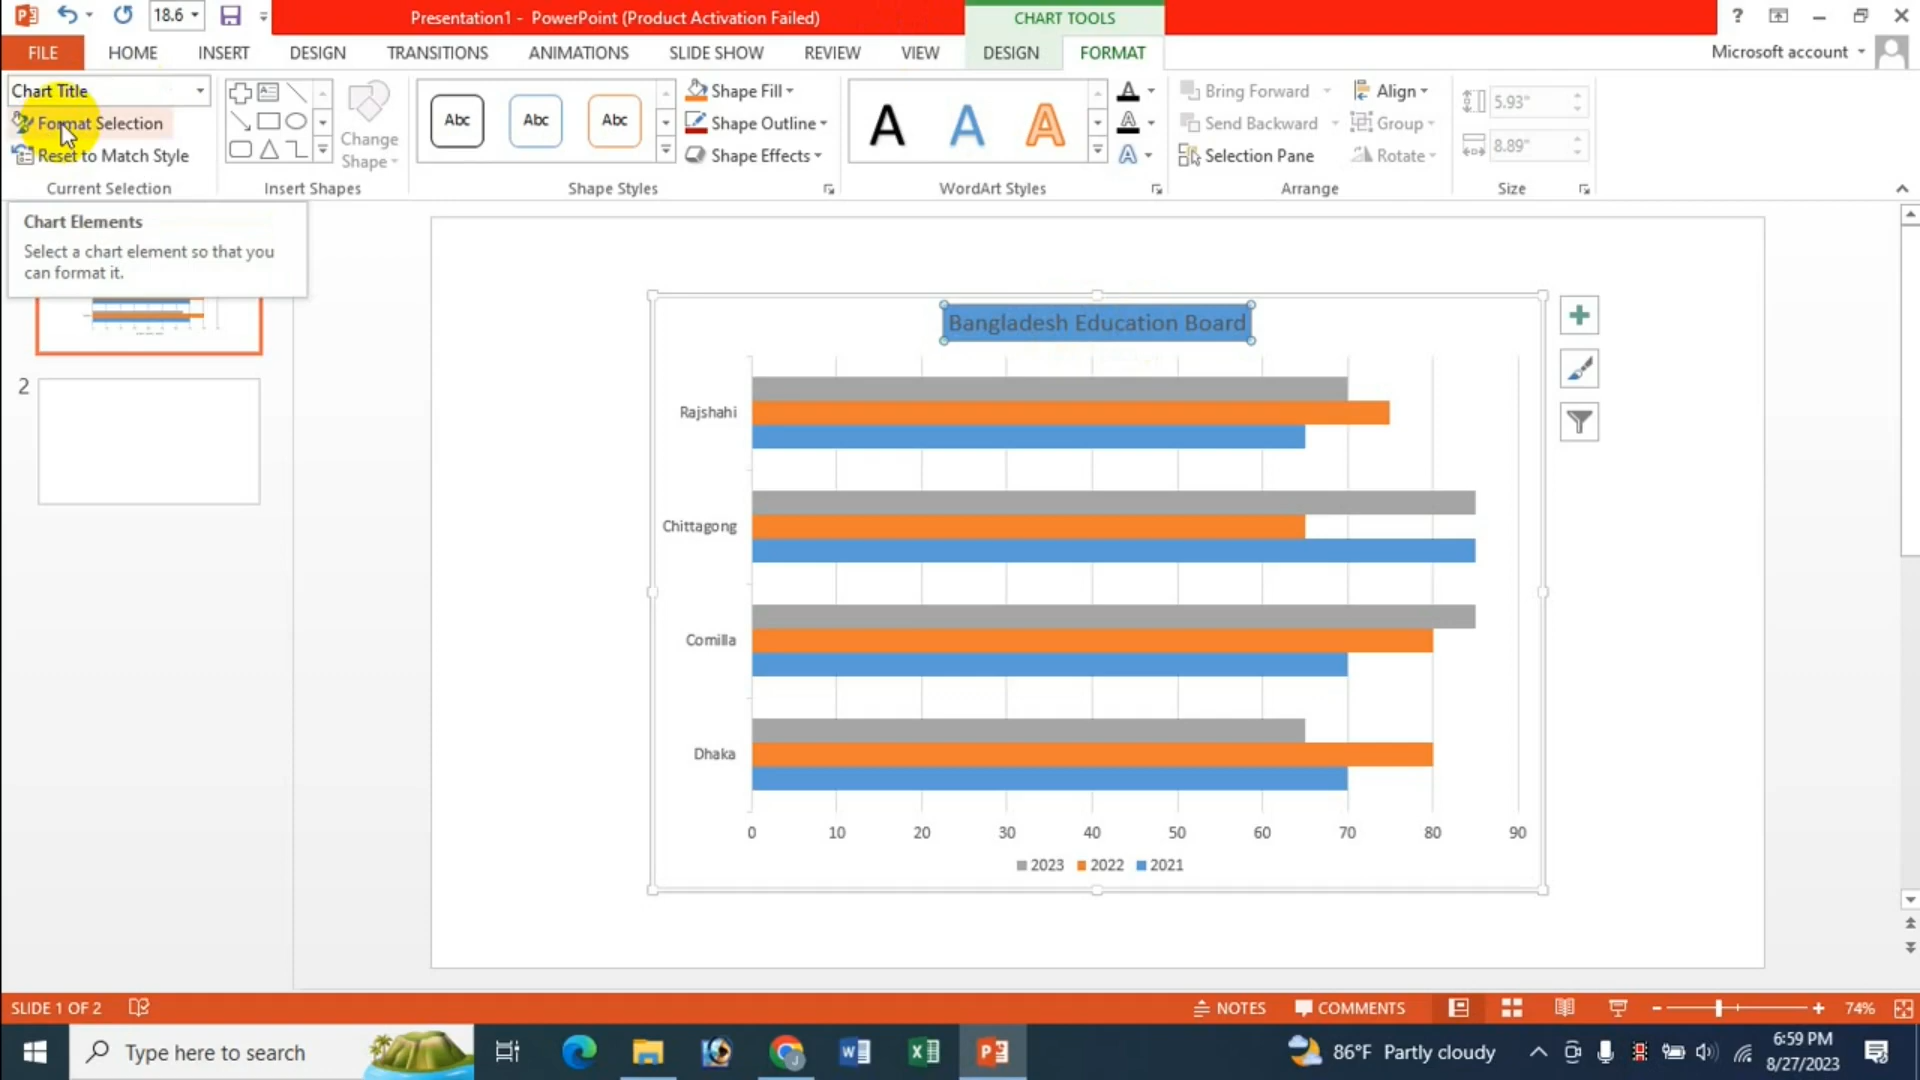 18.6
Presentation1 - PowerPoint (Product Activation Failed)
CHART TOOLS
?
FILE
HOME
INSERT
DESIGN
TRANSITIONS
ANIMATIONS
SLIDE SHOW
REVIEW
VIEW
DESIGN
FORMAT
Microsoft account
Chart Title
Format Selection
Reset to Match Style
Current Selection
Change
Shape
Insert Shapes
Abc
Abc
Abc
Shape Fill
Shape Outline
Shape Effects
Shape Styles
A A A
A
A
A
WordArt Styles
Bring Forward
Send Backward
Selection Pane
Align
Group
Rotate
Arrange
5.93"
8.89"
Size
Chart Elements
Select a chart element so that you
can format it.
2
Bangladesh Education Board
Rajshahi
Chittagong
Comilla
Dhaka
0 10 20 30 40 50 60 70 80 90
2023 2022 2021
SLIDE 1 OF 2
NOTES
COMMENTS
74%
Type here to search
86°F Partly cloudy
6:59 PM
8/27/2023